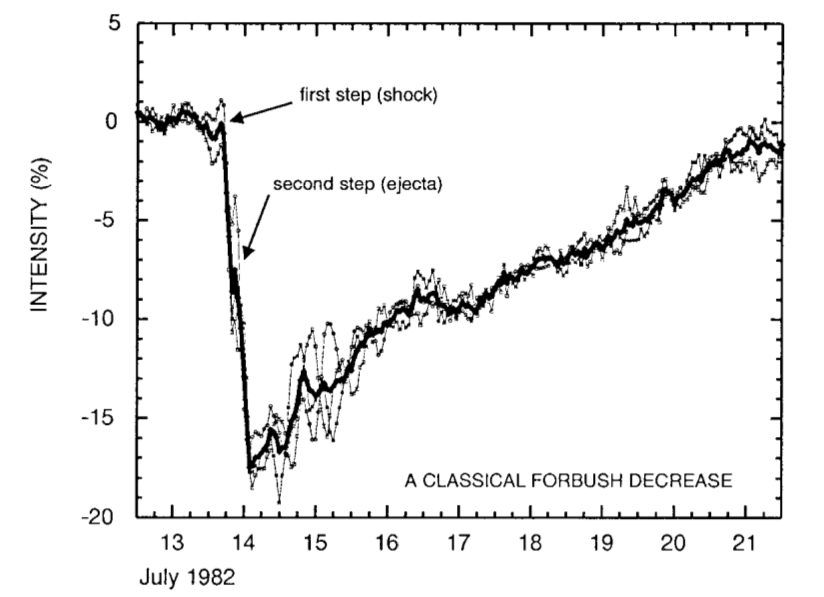 5
first step (shock)
0
second step (ejecta)
-5
INTENSITY (%)
-10
-15
A CLASSICAL FORBUSH DECREASE
-20
13 14 15 16 17 18 19 20 21
July 1982